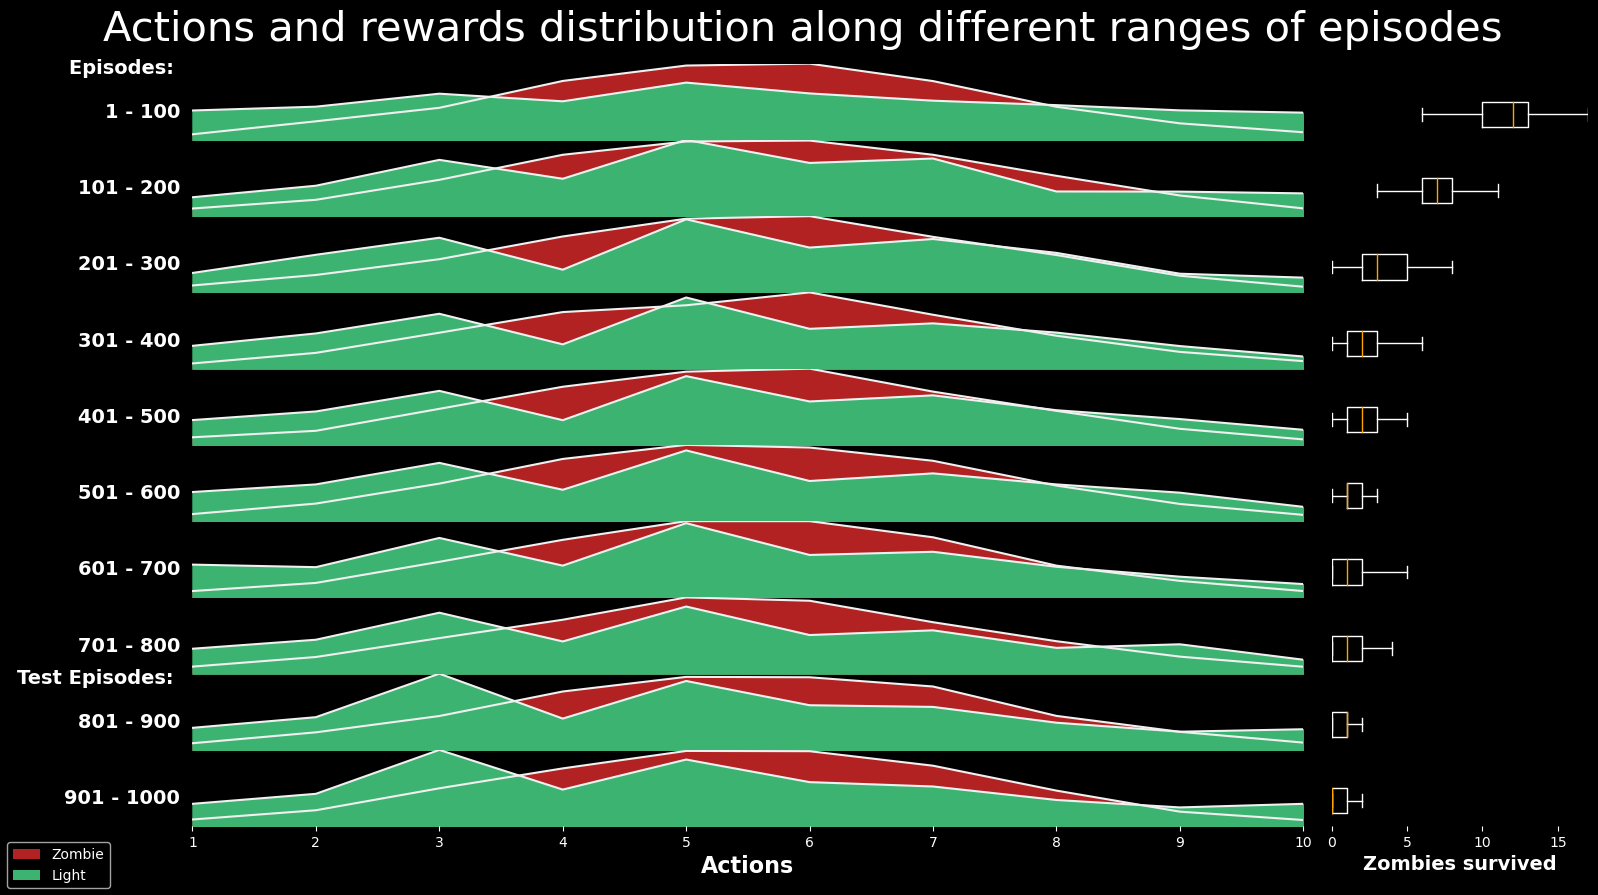 Actions and rewards distribution along different ranges of episodes
Episodes:
1 - 100
101 - 200
201 - 300
301 - 400
401 - 500
501 - 600
601 - 700
701 - 800
Test Episodes:
801 - 900
901 - 1000
1 2 3 4 5 6 7 8 9 10 0 5 10 15
Actions Zombies survived
Zombie
Light